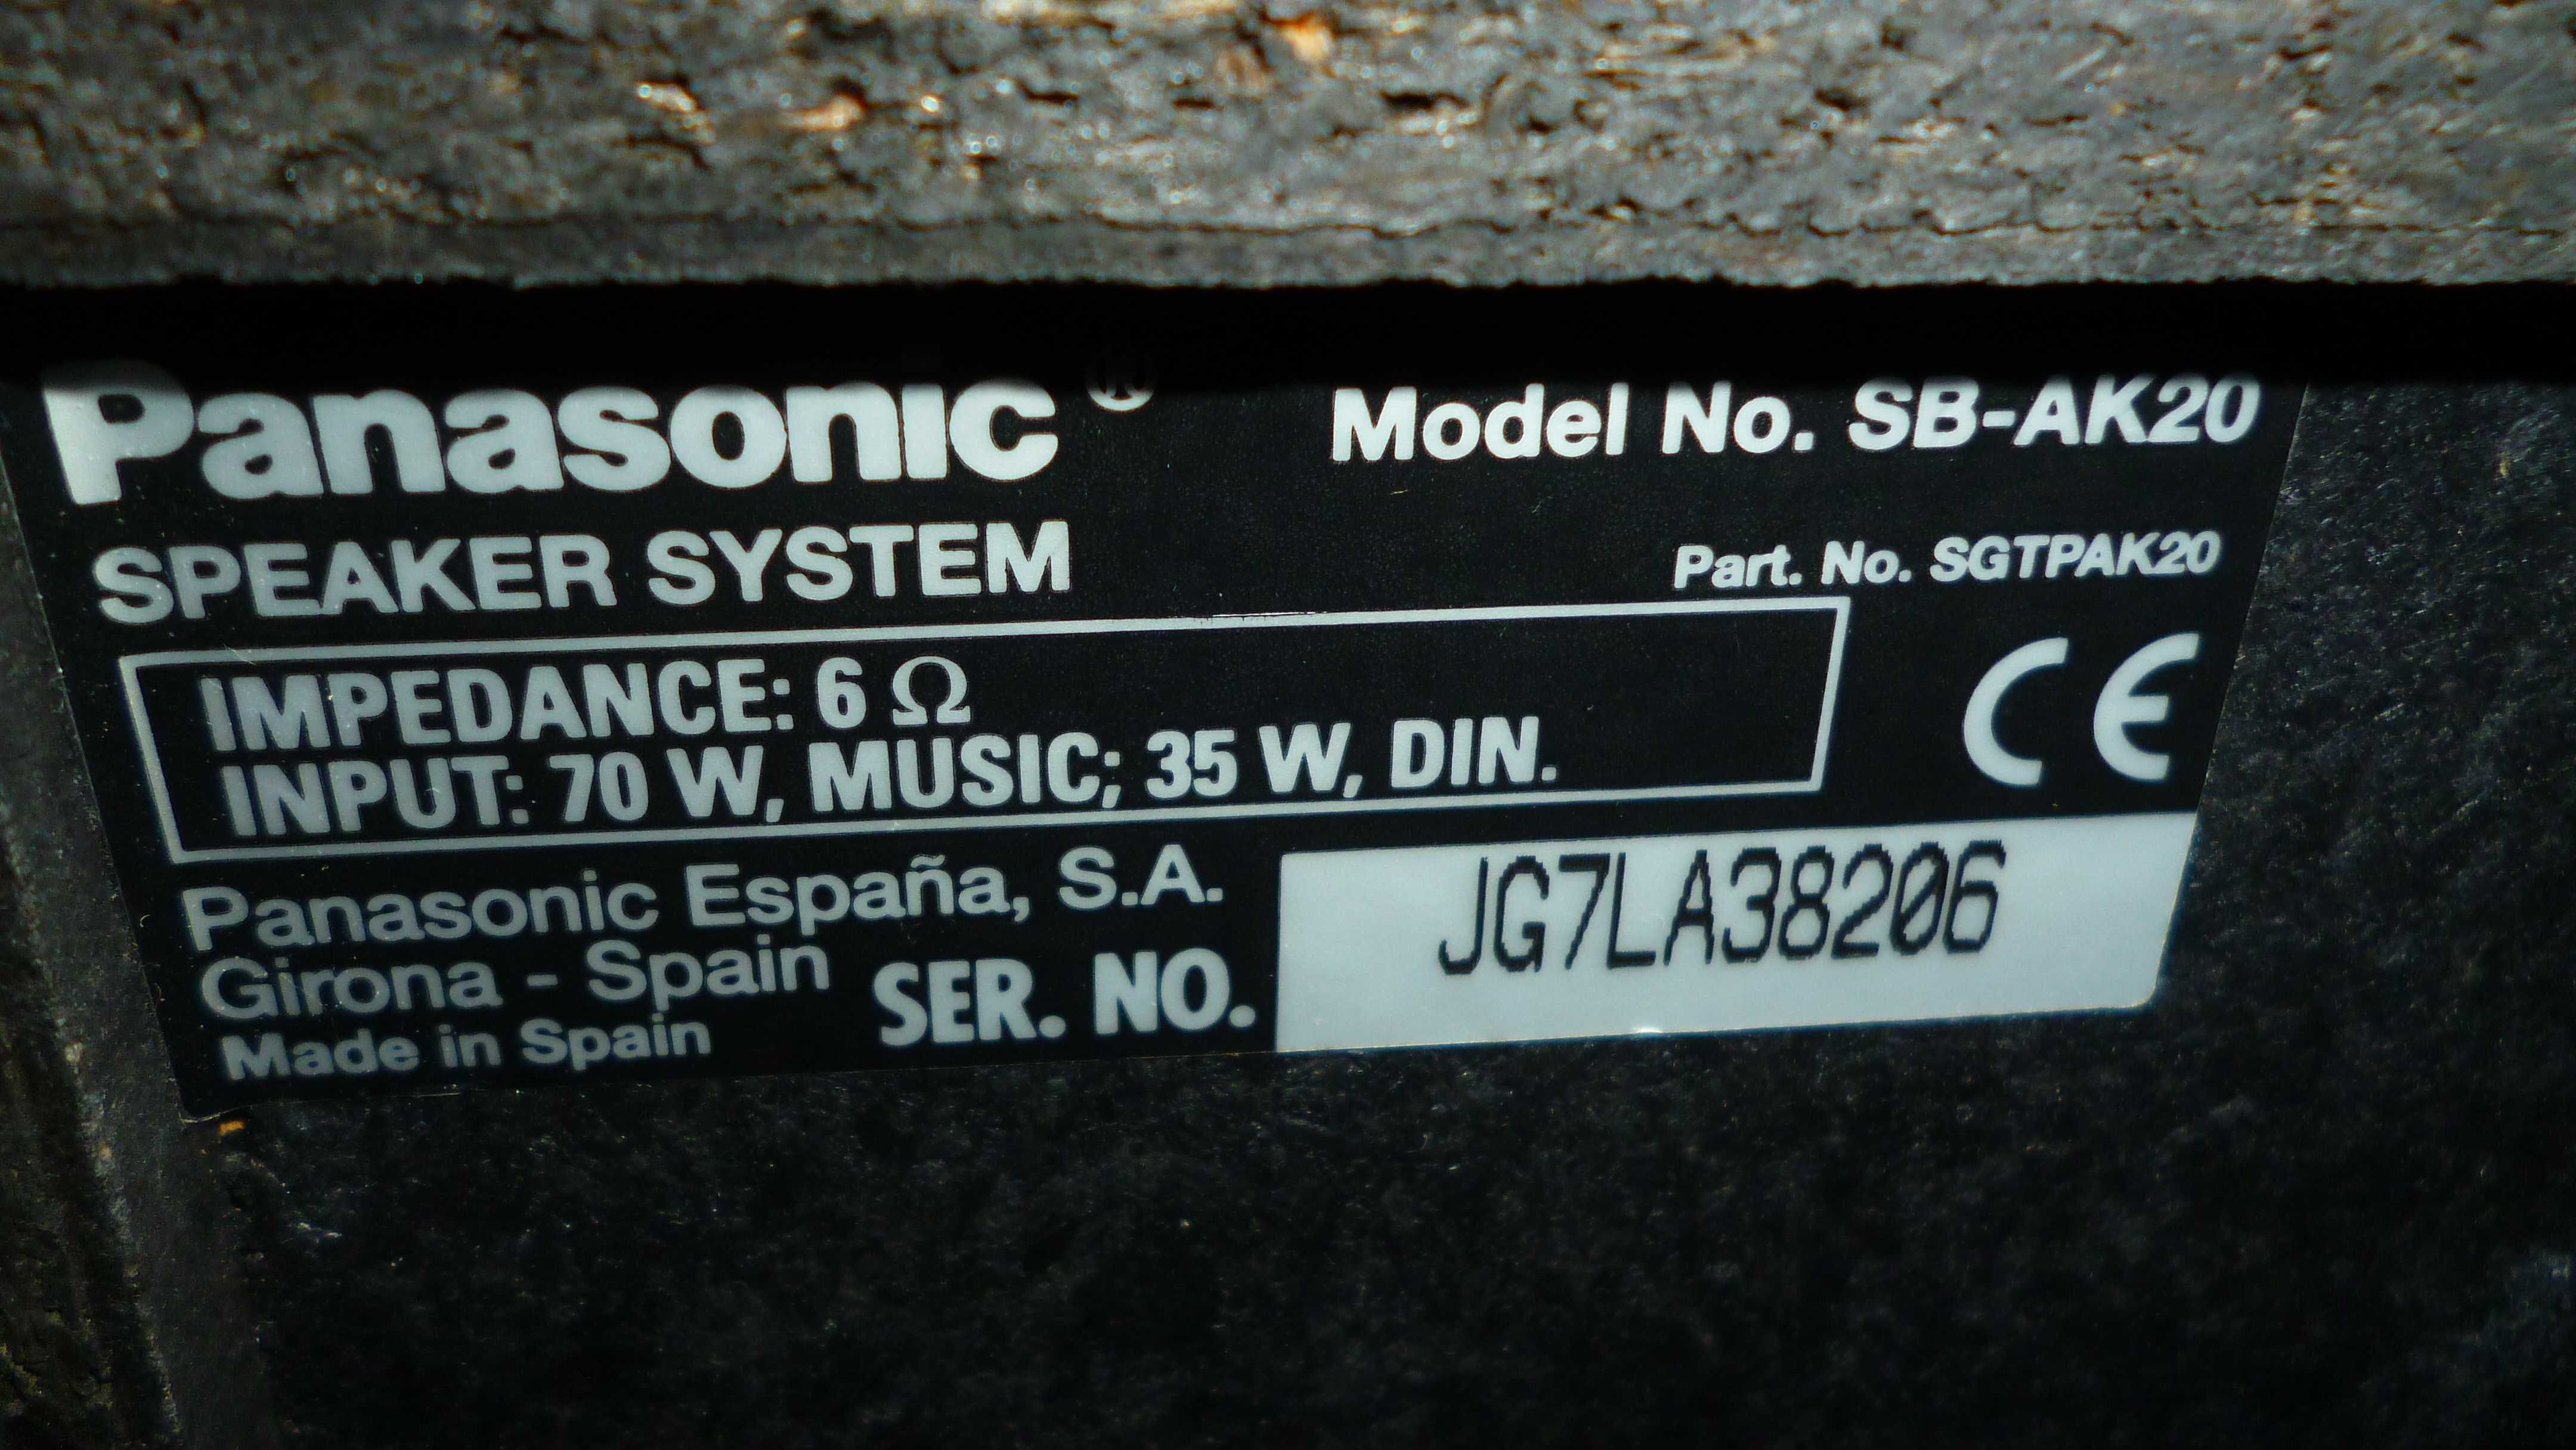 Panasonic ®
Model No. SB-AK20
SPEAKER SYSTEM
Part. No. SGTPAK20
IMPEDANCE: 6 Ω
INPUT: 70 W, MUSIC; 35 W, DIN.
CE
Panasonic España, S.A.
Girona - Spain
Made in Spain
SER. NO.
JG7LA38206